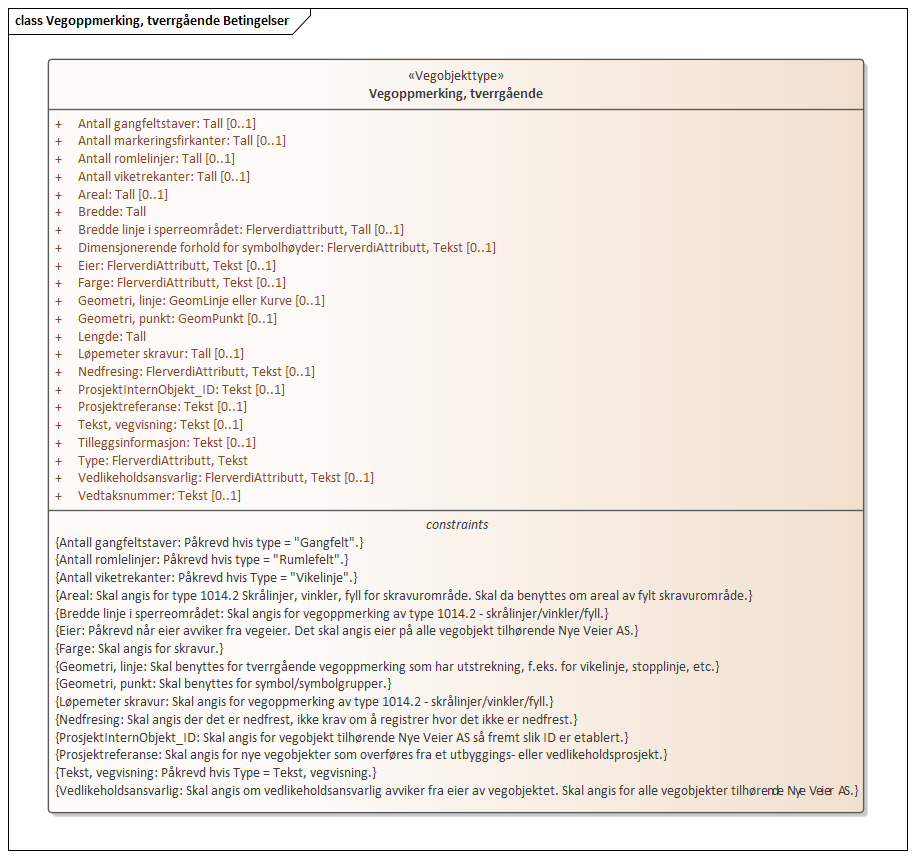 class Vegoppmerking, tverrgående Betingelser
«Vegobjekttype»
Vegoppmerking, tverrgående
+ Antall gangfeltstaver: Tall [0..1]
+ Antall markeringsfirkanter: Tall [0..1]
+ Antall romlelinjer: Tall [0..1]
+ Antall viketrekanter: Tall [0..1]
+ Areal: Tall [0..1]
+ Bredde: Tall
+ Bredde linje i sperreområdet: Flerverdiattributt, Tall [0..1]
+ Dimensjonerende forhold for symbolhøyder: FlerverdiAttributt, Tekst [0..1]
+ Eier: FlerverdiAttributt, Tekst [0..1]
+ Farge: FlerverdiAttributt, Tekst [0..1]
+ Geometri, linje: GeomLinje eller Kurve [0..1]
+ Geometri, punkt: GeomPunkt [0..1]
+ Lengde: Tall
+ Løpemeter skravur: Tall [0..1]
+ Nedfresing: FlerverdiAttributt, Tekst [0..1]
+ ProsjektInternObjekt_ID: Tekst [0..1]
+ Prosjektreferanse: Tekst [0..1]
+ Tekst, vegvisning: Tekst [0..1]
+ Tilleggsinformasjon: Tekst [0..1]
+ Type: FlerverdiAttributt, Tekst
+ Vedlikeholdsansvarlig: FlerverdiAttributt, Tekst [0..1]
+ Vedtaksnummer: Tekst [0..1]
constraints
{Antall gangfeltstaver: Påkrevd hvis type = "Gangfelt".}
{Antall romlelinjer: Påkrevd hvis type = "Rumlefelt".}
{Antall viketrekanter: Påkrevd hvis Type = "Vikelinje".}
{Areal: Skal angis for type 1014.2 Skrålinjer, vinkler, fyll for skravurområde. Skal da benyttes om areal av fylt skravurområde.}
{Bredde linje i sperreområdet: Skal angis for vegoppmerking av type 1014.2 - skrålinjer/vinkler/fyll.}
{Eier: Påkrevd når eier avviker fra vegeier. Det skal angis eier på alle vegobjekt tilhørende Nye Veier AS.}
{Farge: Skal angis for skravur.}
{Geometri, linje: Skal benyttes for tverrgående vegoppmerking som har utstrekning, f.eks. for vikelinje, stopplinje, etc.}
{Geometri, punkt: Skal benyttes for symbol/symbolgrupper.}
{Løpemeter skravur: Skal angis for vegoppmerking av type 1014.2 - skrålinjer/vinkler/fyll.}
{Nedfresing: Skal angis der det er nedfrest, ikke krav om å registrer hvor det ikke er nedfrest.}
{ProsjektInternObjekt_ID: Skal angis for vegobjekt tilhørende Nye Veier AS så fremt slik ID er etablert.}
{Prosjektreferanse: Skal angis for nye vegobjekter som overføres fra et utbyggings- eller vedlikeholdsprosjekt.}
{Tekst, vegvisning: Påkrevd hvis Type = Tekst, vegvisning.}
{Vedlikeholdsansvarlig: Skal angis om vedlikeholdsansvarlig avviker fra eier av vegobjektet. Skal angis for alle vegobjekter tilhørende Nye Veier AS.}